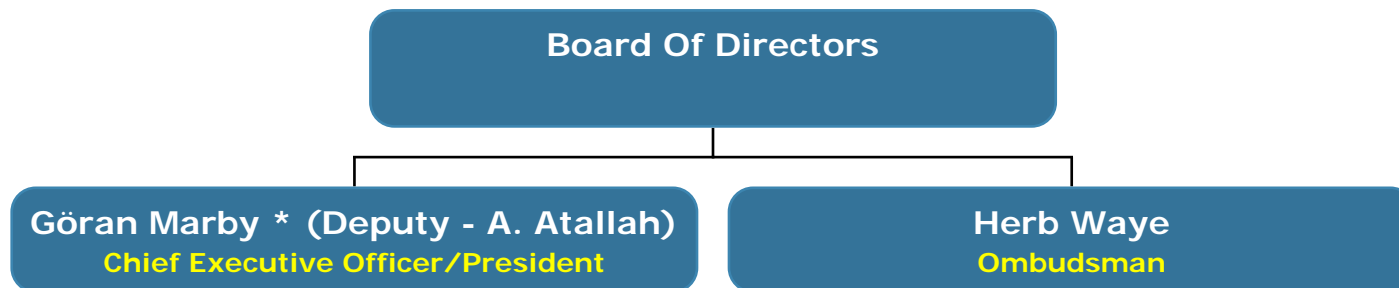 Board Of Directors
Göran Marby * (Deputy - A. Atallah)
Chief Executive Officer/President
Herb Waye
Ombudsman